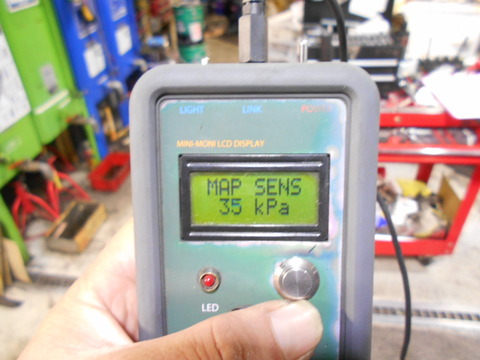 LIGHT LINK POWER
MINI-MONI LCD DISPLAY
MAP SENS
35 kPa
LED